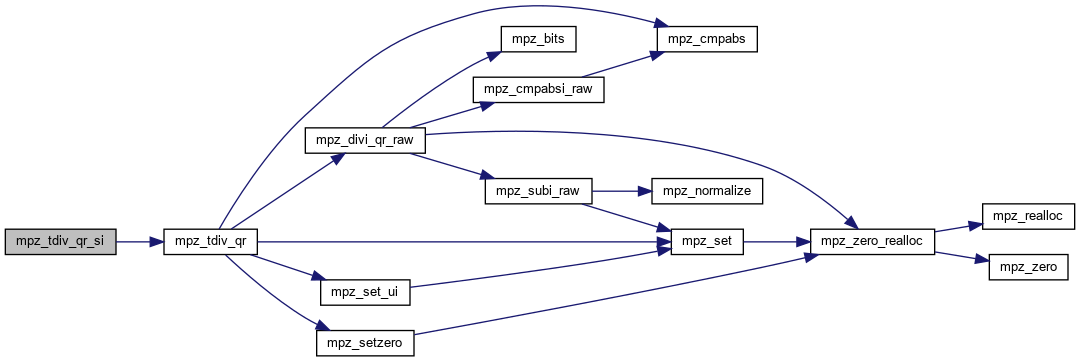 mpz_bits
mpz_cmpabs
mpz_cmpabsi_raw
mpz_divi_qr_raw
mpz_subi_raw
mpz_normalize
mpz_realloc
mpz_tdiv_qr_si
mpz_tdiv_qr
mpz_set
mpz_zero_realloc
mpz_zero
mpz_set_ui
mpz_setzero